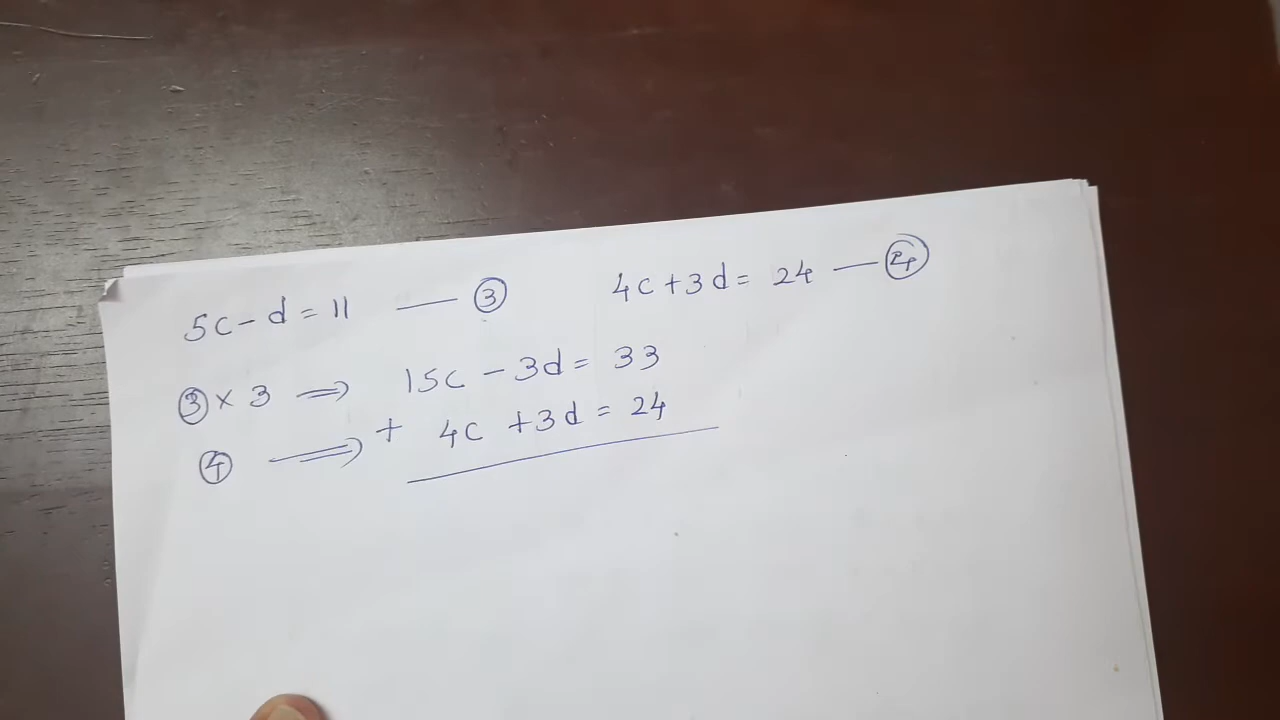 5c - d = 11 — ③ 4c + 3d = 24 — ④
③ × 3 ⟹ 15c - 3d = 33
④ ⟹ + 4c + 3d = 24